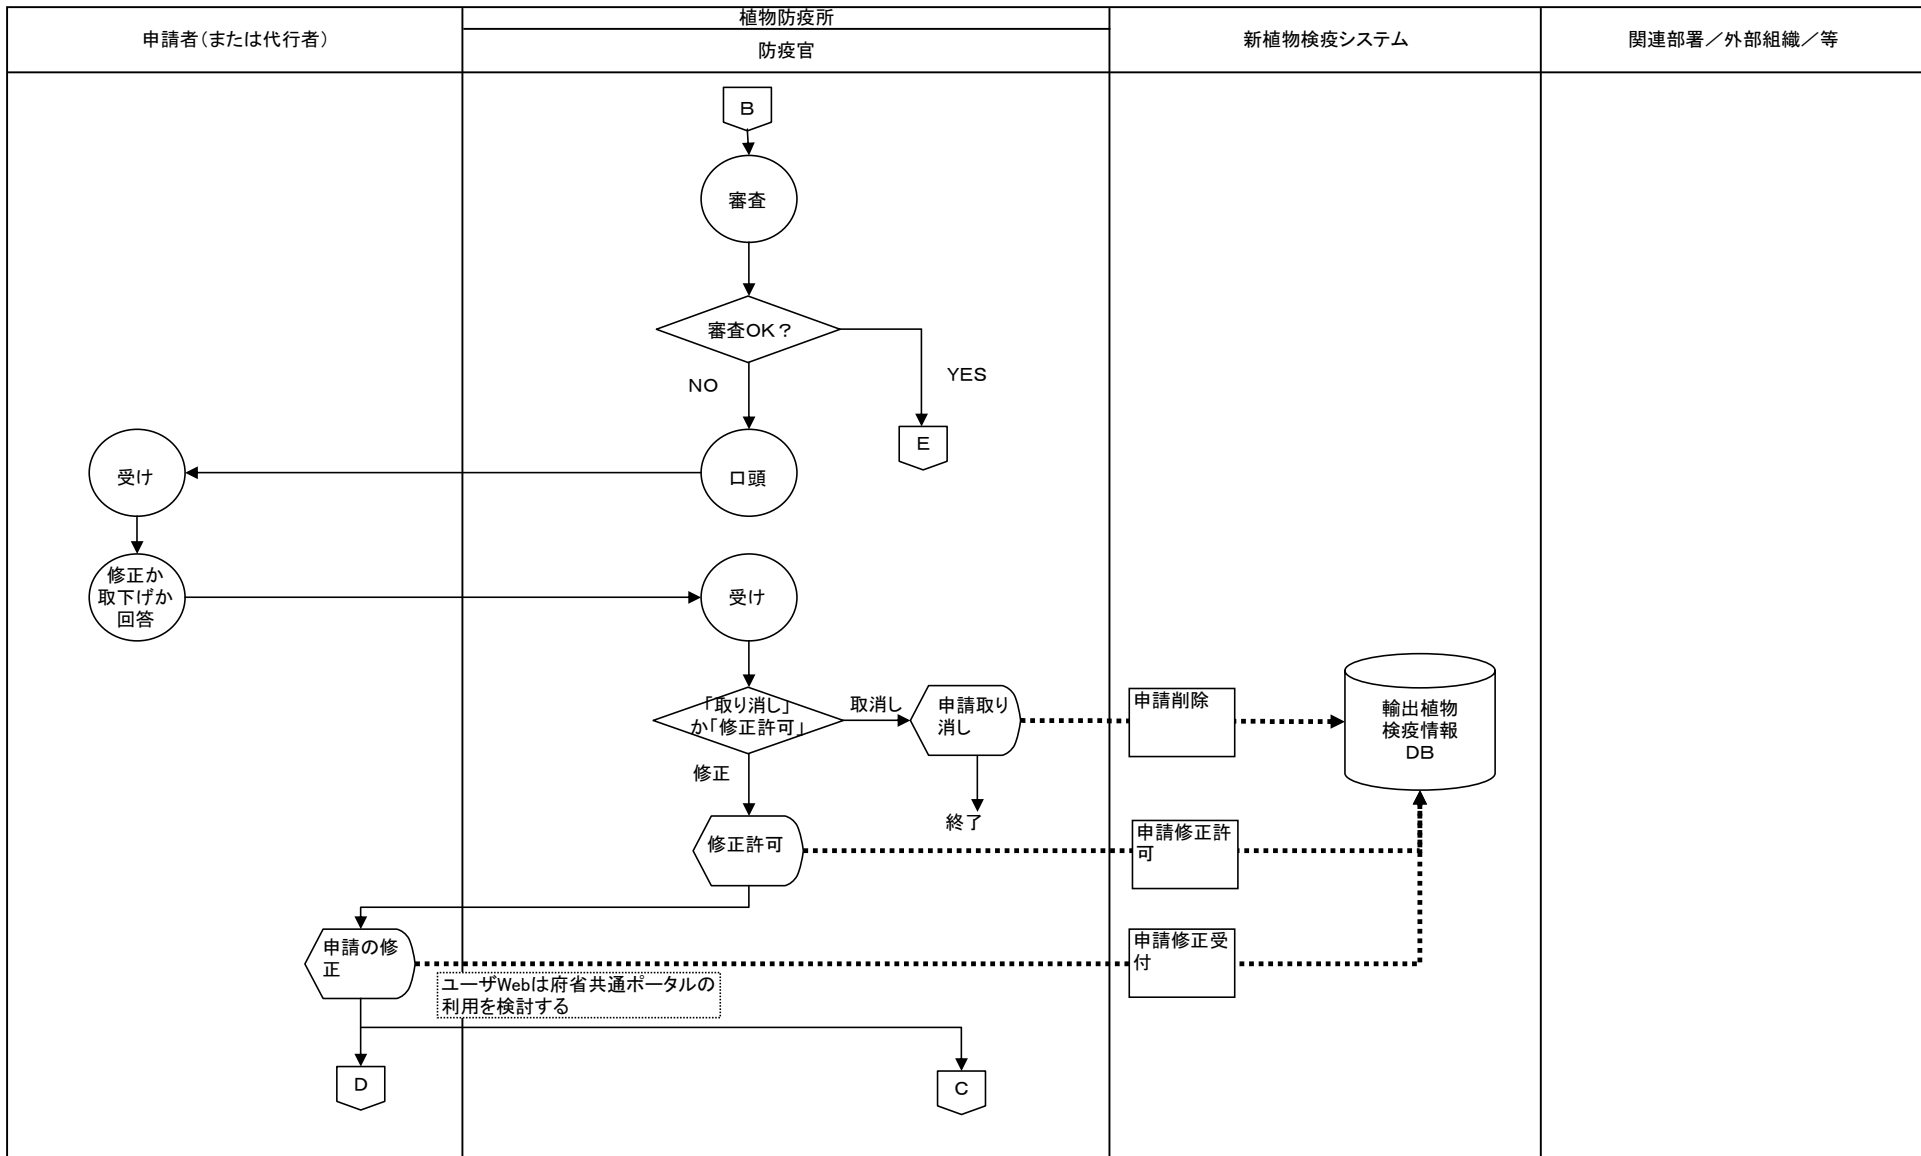 申請者(または代行者)
植物防疫所
防疫官
新植物検疫システム
関連部署／外部組織／等
B
審査
審査OK？
NO
YES
E
受け
口頭
修正か
取下げか
回答
受け
「取り消し」
か「修正許可」
取消し
申請取り
消し
申請削除
輸出植物
検疫情報
DB
修正
終了
修正許可
申請修正許
可
申請の修
正
申請修正受
付
ユーザWebは府省共通ポータルの
利用を検討する
D
C